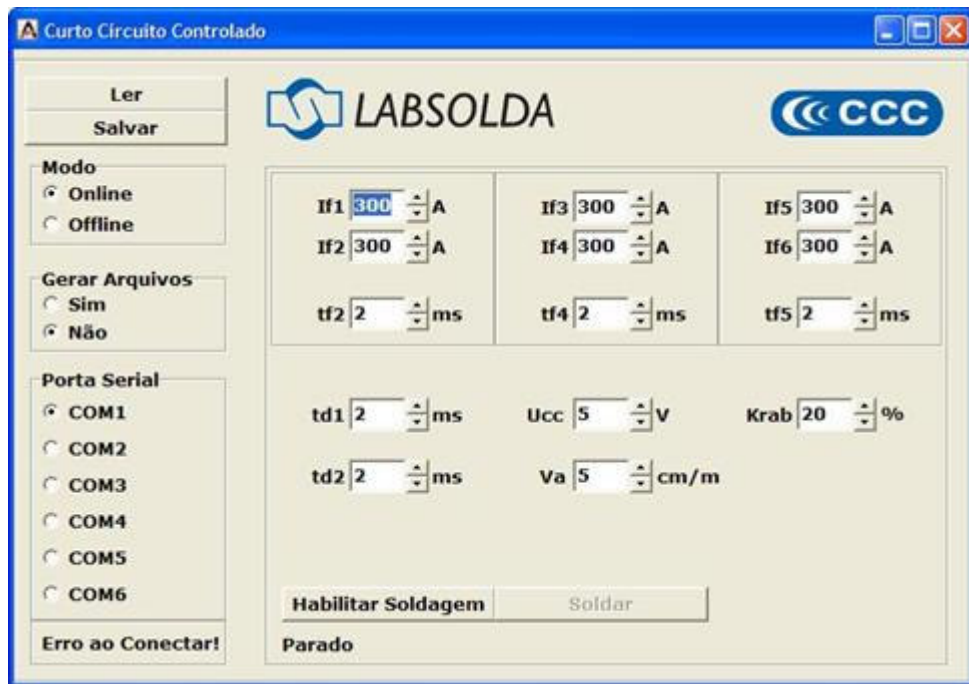 Curto Circuito Controlado
Ler
Salvar
LABSOLDA
CCC
Modo
Online
Offline
Gerar Arquivos
Sim
Não
Porta Serial
COM1
COM2
COM3
COM4
COM5
COM6
Erro ao Conectar!
If1 300 A If3 300 A If5 300 A
If2 300 A If4 300 A If6 300 A
tf2 2 ms tf4 2 ms tf5 2 ms
td1 2 ms Ucc 5 V Krab 20 %
td2 2 ms Va 5 cm/m
Habilitar Soldagem Soldar
Parado